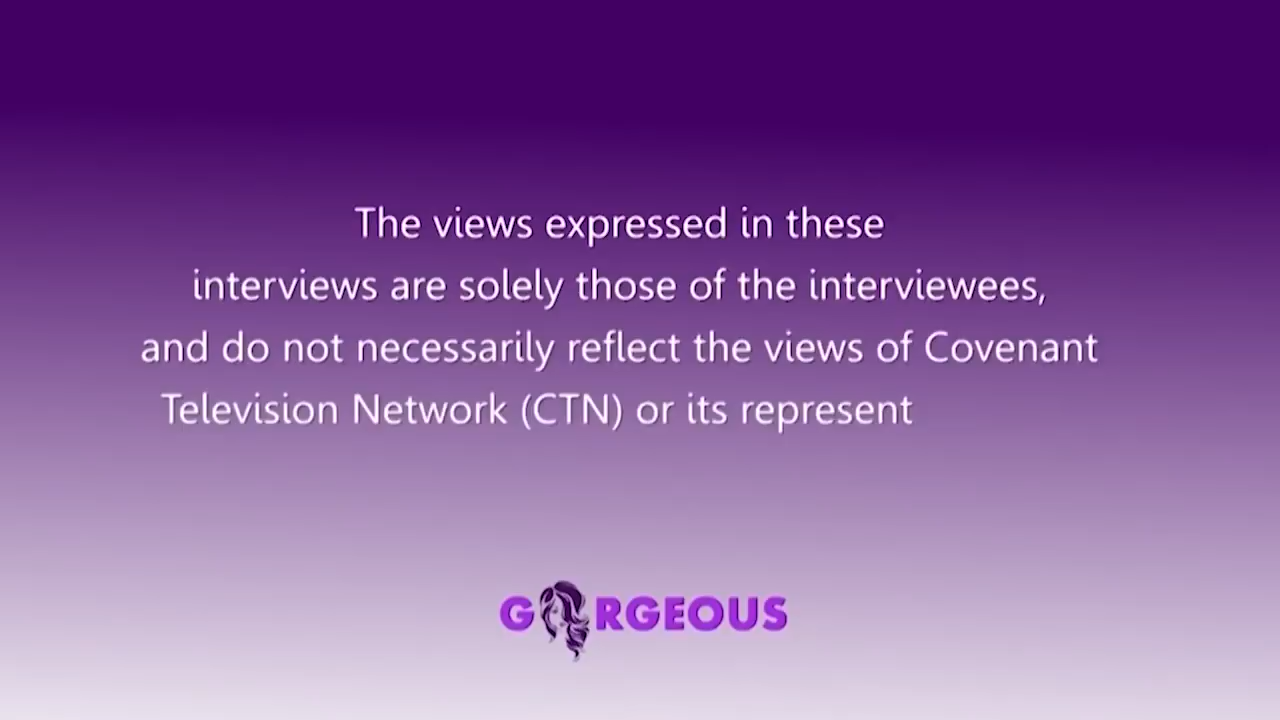 The views expressed in these
interviews are solely those of the interviewees,
and do not necessarily reflect the views of Covenant
Television Network (CTN) or its represent
GORGEOUS